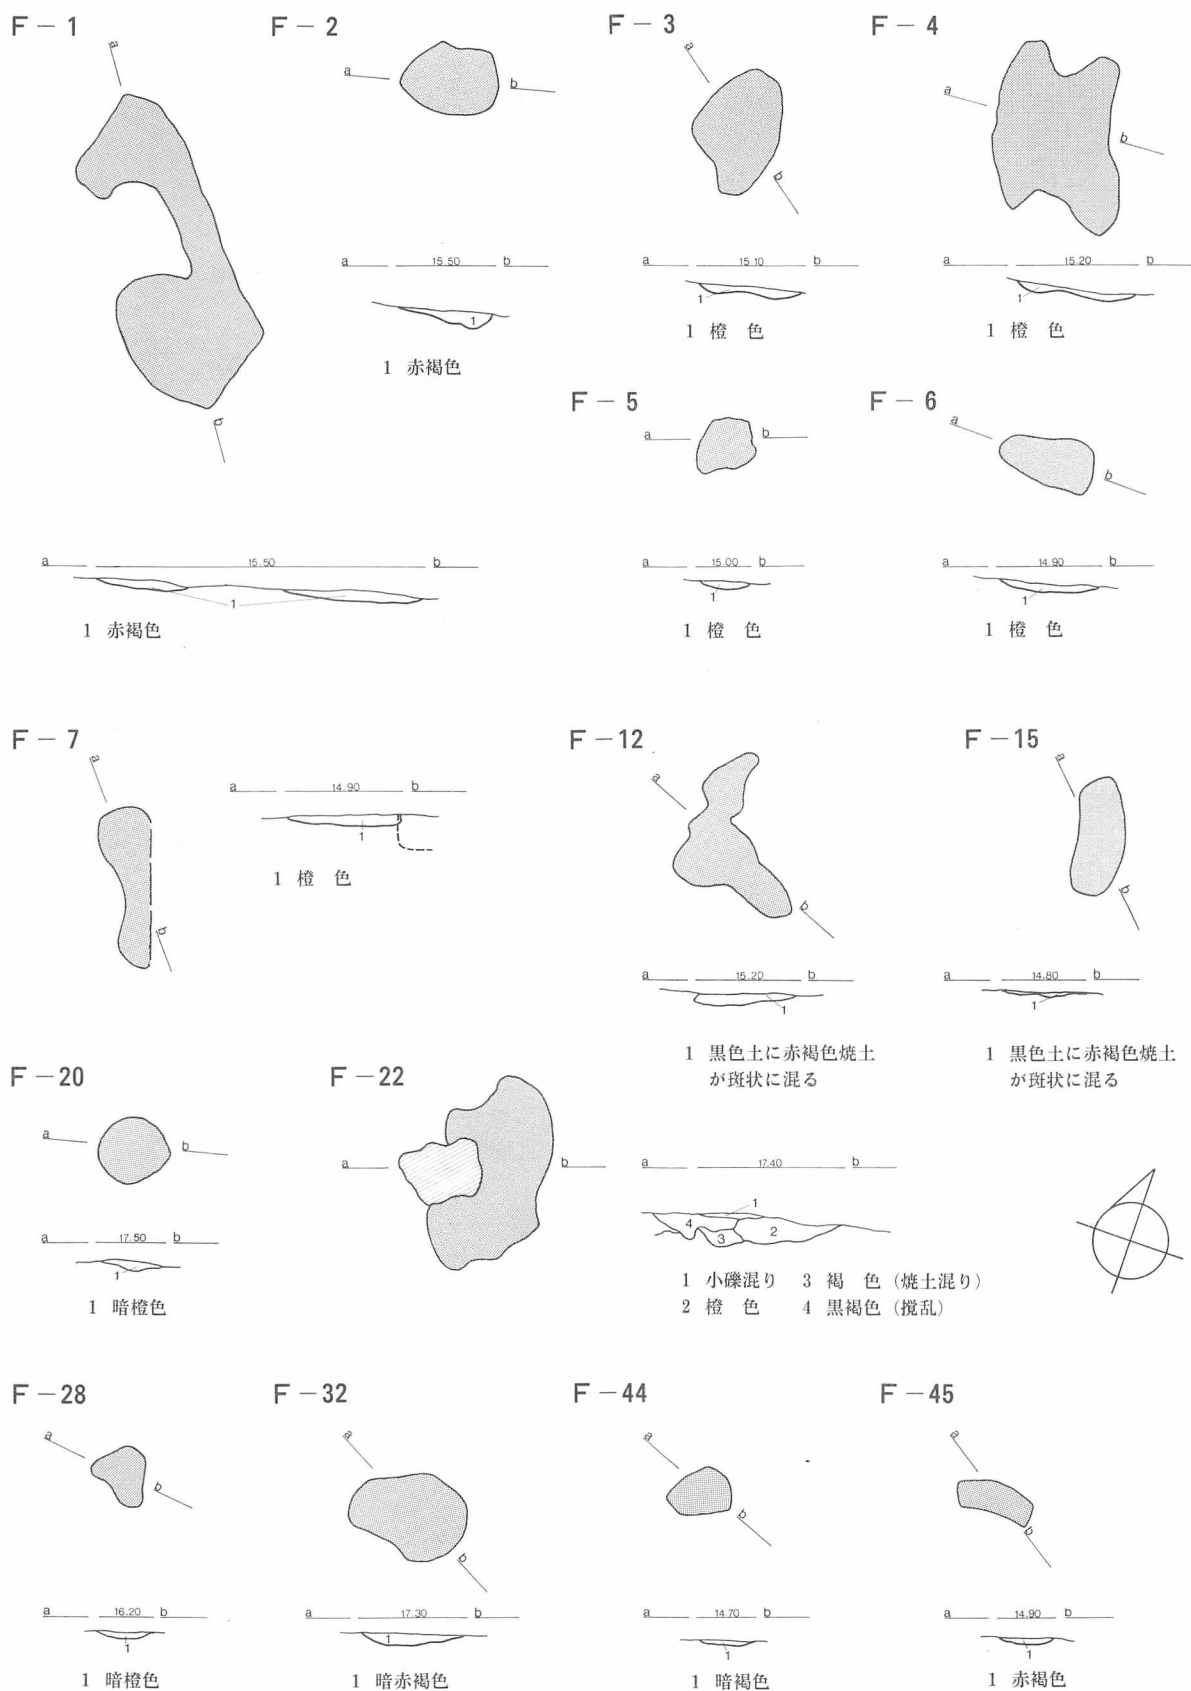 F－1
a
b
a 15.50 b
1
1 赤褐色
F－2
a
b
a 15.50 b
1
1 赤褐色
F－3
a
b
a 15.10 b
1
1 橙 色
F－4
a
b
a 15.20 b
1
1 橙 色
F－5
a
b
a 15.00 b
1
1 橙 色
F－6
a
b
a 14.90 b
1
1 橙 色
F－7
a
b
a 14.90 b
1
1 橙 色
F－12
a
b
a 15.20 b
1
1 黒色土に赤褐色焼土
が斑状に混る
F－15
a
b
a 14.80 b
1
1 黒色土に赤褐色焼土
が斑状に混る
F－20
a
b
a 17.50 b
1
1 暗橙色
F－22
a
b
a 17.40 b
1
4
3
2
1 小礫混り 3 褐 色（焼土混り）
2 橙 色 4 黒褐色（撹乱）
F－28
a
b
a 16.20 b
1
1 暗橙色
F－32
a
b
a 17.30 b
1
1 暗赤褐色
F－44
a
b
a 14.70 b
1
1 暗褐色
F－45
a
b
a 14.90 b
1
1 赤褐色